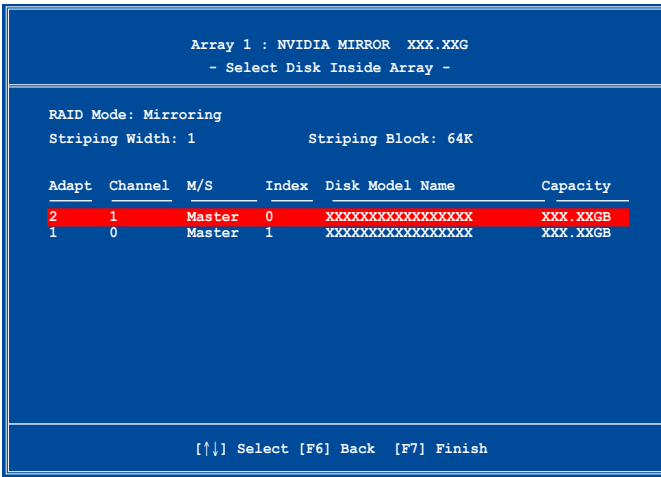 Array 1 : NVIDIA MIRROR XXX.XXG
- Select Disk Inside Array -
RAID Mode: Mirroring
Striping Width: 1 Striping Block: 64K
Adapt Channel M/S Index Disk Model Name Capacity
2 1 Master 0 XXXXXXXXXXXXXXXXX XXX.XXGB
1 0 Master 1 XXXXXXXXXXXXXXXXX XXX.XXGB
[↑↓] Select [F6] Back [F7] Finish